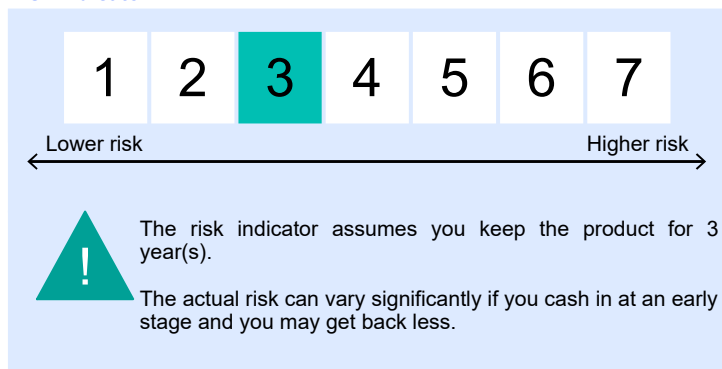 1 2 3 4 5 6 7
Lower risk Higher risk
The risk indicator assumes you keep the product for 3
year(s).
!
The actual risk can vary significantly if you cash in at an early
stage and you may get back less.